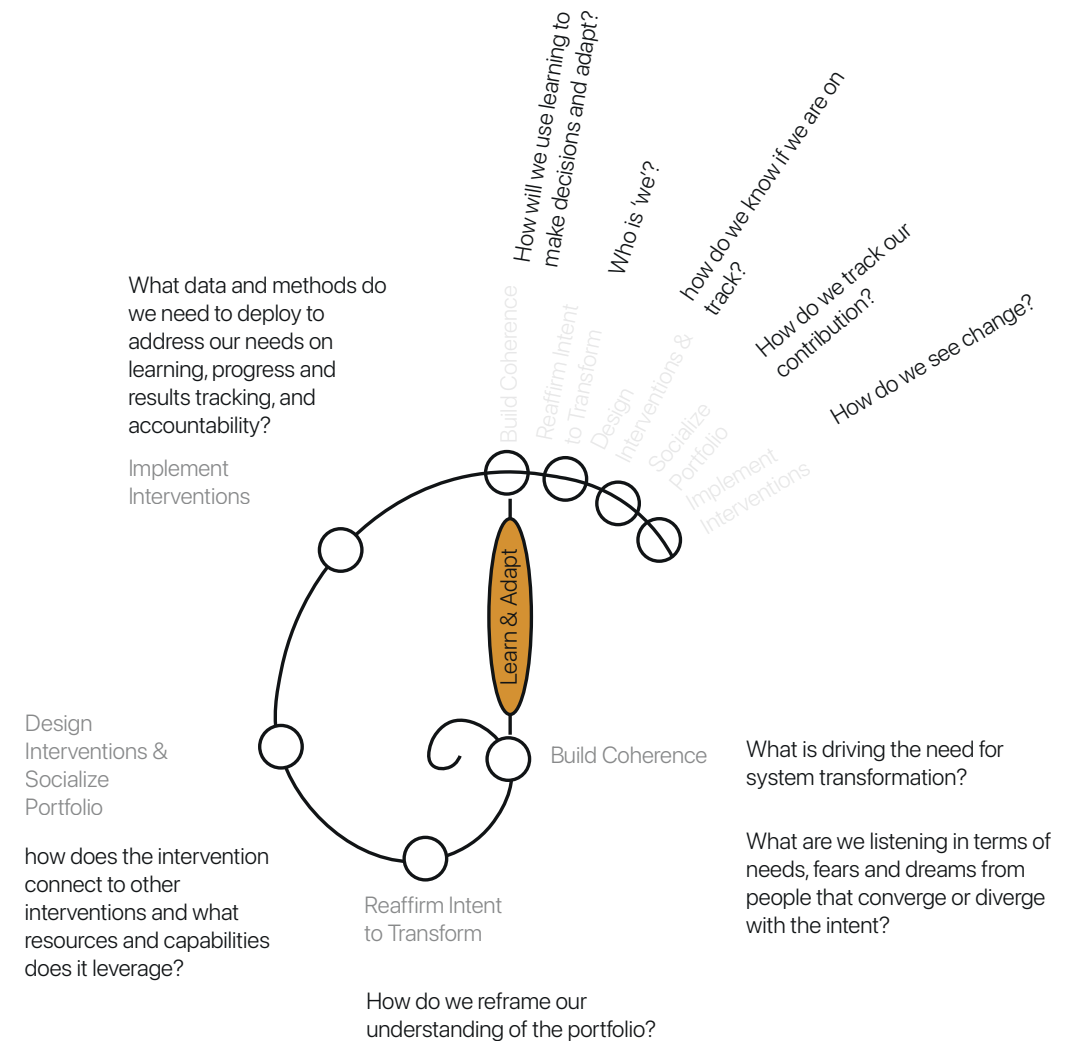 How will we use learning to
make decisions and adapt?
Who is 'we'?
how do we know if we are on
track?
How do we track our
contribution?
How do we see change?
Build Coherence
Reaffirm Intent
to Transform
Design
Interventions &
Socialize
Portfolio
Implement
Interventions
What data and methods do
we need to deploy to
address our needs on
learning, progress and
results tracking, and
accountability?
Implement
Interventions
Learn & Adapt
Design
Interventions &
Socialize
Portfolio
how does the intervention
connect to other
interventions and what
resources and capabilities
does it leverage?
Build Coherence
What is driving the need for
system transformation?
What are we listening in terms of
needs, fears and dreams from
people that converge or diverge
with the intent?
Reaffirm Intent
to Transform
How do we reframe our
understanding of the portfolio?